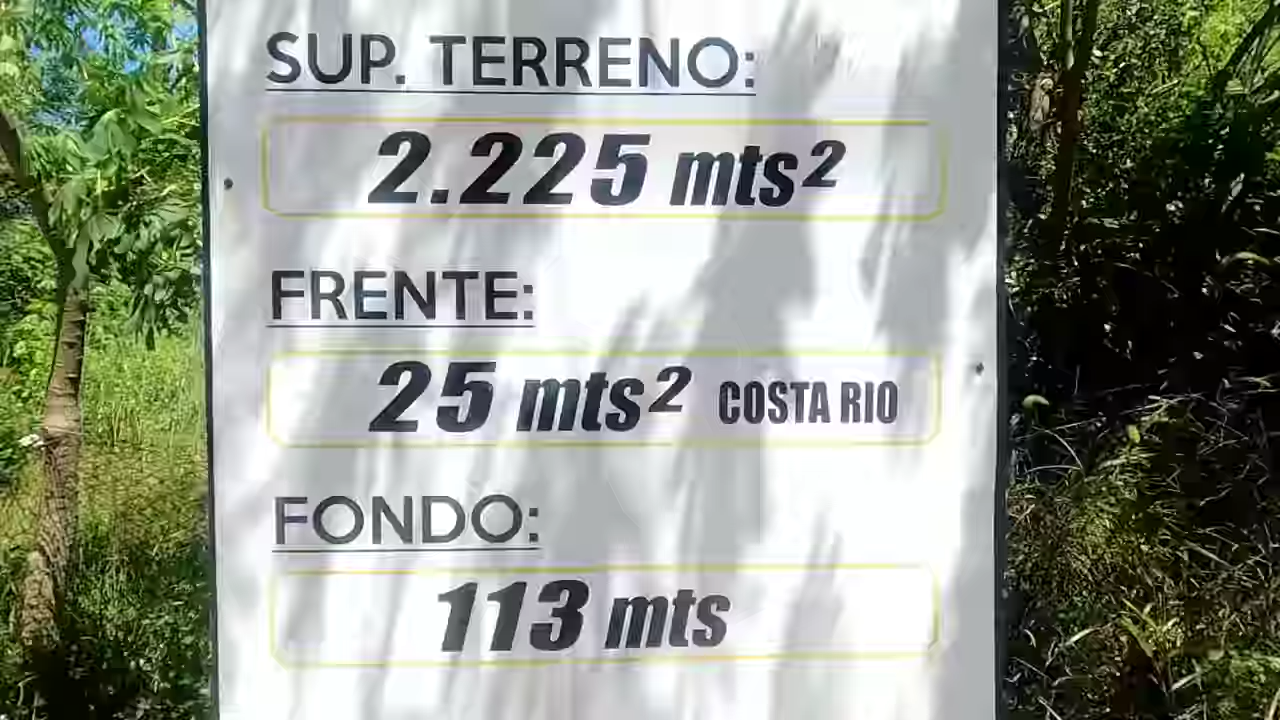 SUP. TERRENO:
2.225 mts²
FRENTE:
25 mts² COSTA RIO
FONDO:
113 mts